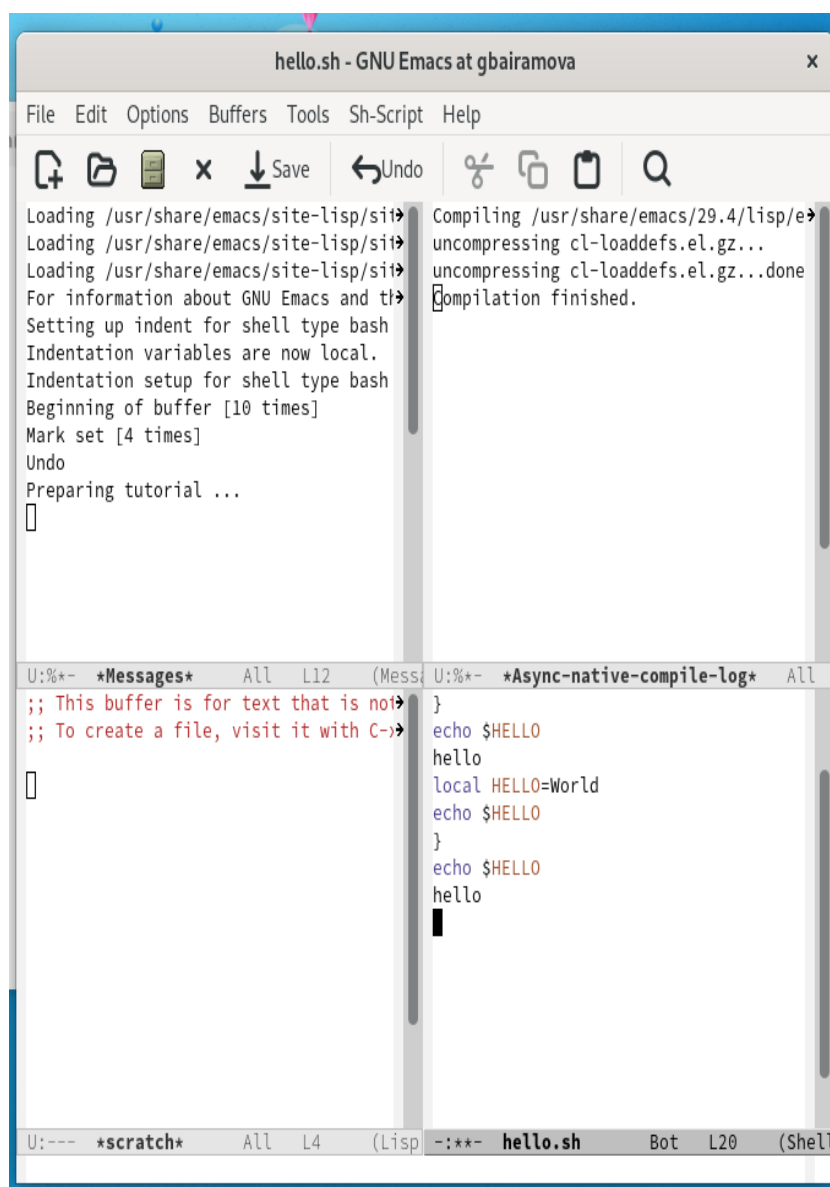 hello.sh - GNU Emacs at gbairamova
File Edit Options Buffers Tools Sh-Script Help
Save Undo
Loading /usr/share/emacs/site-lisp/sit
Loading /usr/share/emacs/site-lisp/sit
Loading /usr/share/emacs/site-lisp/sit
For information about GNU Emacs and th
Setting up indent for shell type bash
Indentation variables are now local.
Indentation setup for shell type bash
Beginning of buffer [10 times]
Mark set [4 times]
Undo
Preparing tutorial ...
U:%*- *Messages* All L12 (Messa
Compiling /usr/share/emacs/29.4/lisp/e
uncompressing cl-loaddefs.el.gz...
uncompressing cl-loaddefs.el.gz...done
Compilation finished.
U:%*- *Async-native-compile-log* All
;; This buffer is for text that is not
;; To create a file, visit it with C-x
U:--- *scratch* All L4 (Lisp
}
echo $HELLO
hello
local HELLO=World
echo $HELLO
}
echo $HELLO
hello
-:**- hello.sh Bot L20 (Shell